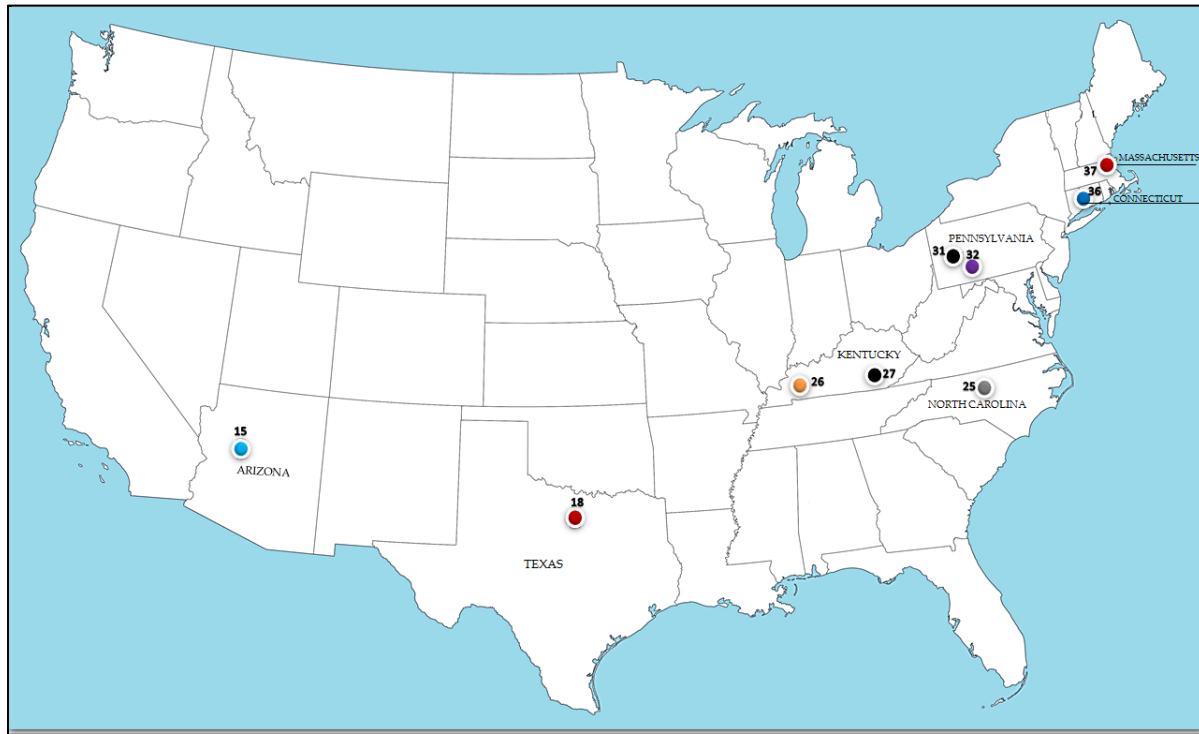 MASSACHUSETTS
37
36
CONNECTICUT
PENNSYLVANIA
31
32
KENTUCKY
26
27
25
NORTH CAROLINA
15
ARIZONA
18
TEXAS